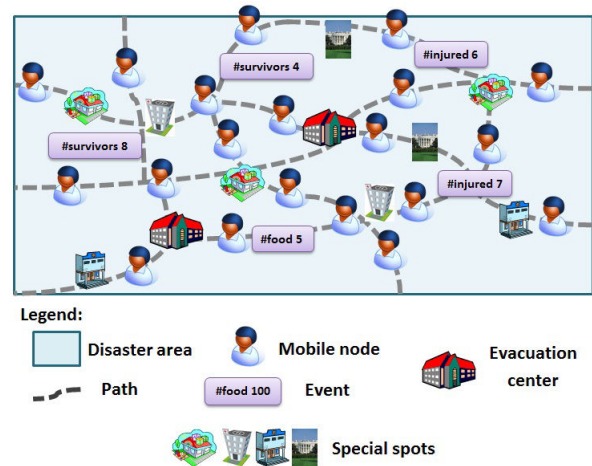 #survivors 4
#injured 6
#survivors 8
#injured 7
#food 5
Legend:
Disaster area
Mobile node
Evacuation
center
Path
#food 100
Event
Special spots